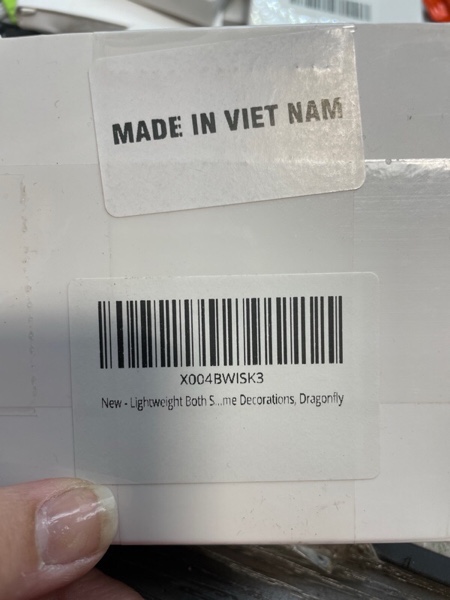 MADE IN VIET NAM
X004BWISK3
New - Lightweight Both S...me Decorations, Dragonfly